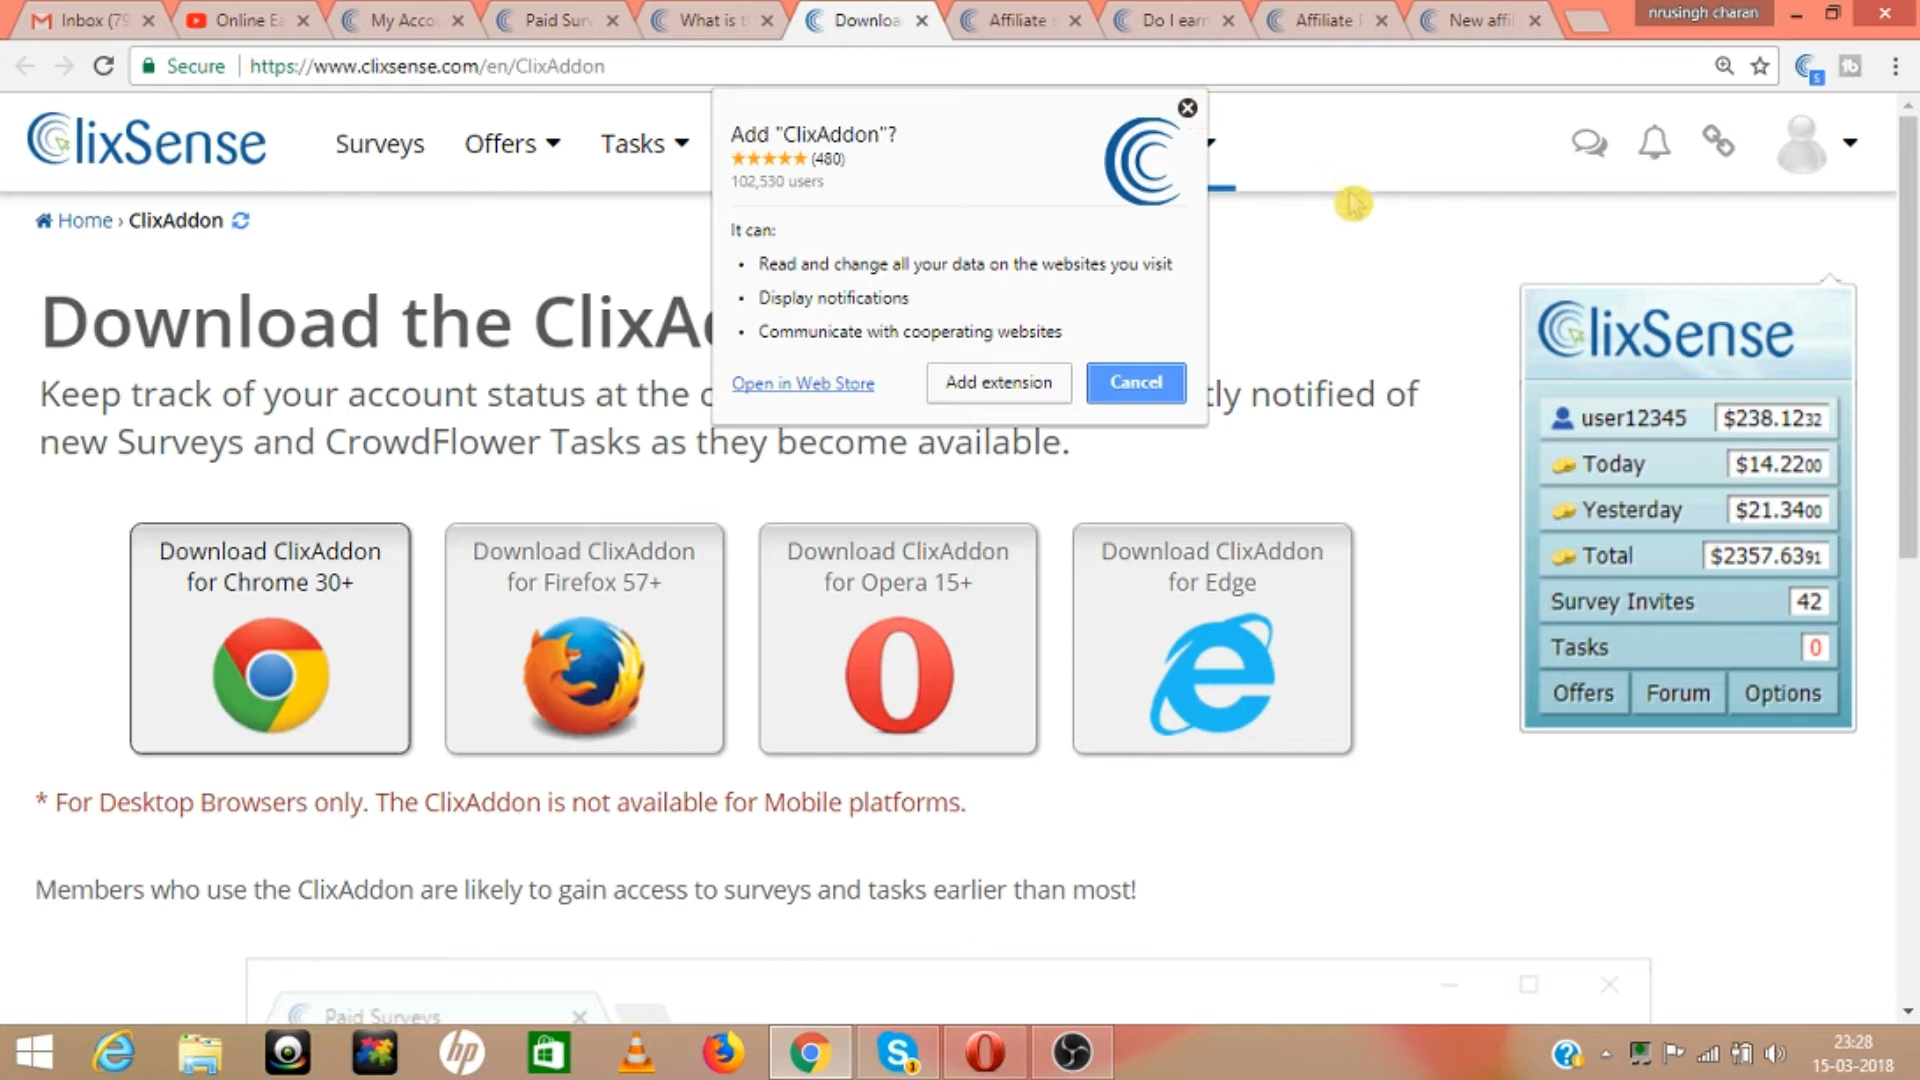 Inbox (79
Online Ea
My Acco
Paid Surv
What is t
Downloa
Affiliate s
Do I earn
Affiliate
New affi
nrusingh charan
Secure
https://www.clixsense.com/en/ClixAddon
ClixSense
Surveys
Offers
Tasks
Add "ClixAddon"?
(480)
102,530 users
It can:
• Read and change all your data on the websites you visit
• Display notifications
• Communicate with cooperating websites
Open in Web Store
Add extension
Cancel
Home › ClixAddon
Download the ClixA
Keep track of your account status at the c
tly notified of
new Surveys and CrowdFlower Tasks as they become available.
ClixSense
user12345 $238.1232
Today $14.2200
Yesterday $21.3400
Total $2357.6391
Survey Invites 42
Tasks 0
Offers Forum Options
Download ClixAddon
for Chrome 30+
Download ClixAddon
for Firefox 57+
Download ClixAddon
for Opera 15+
Download ClixAddon
for Edge
* For Desktop Browsers only. The ClixAddon is not available for Mobile platforms.
Members who use the ClixAddon are likely to gain access to surveys and tasks earlier than most!
Paid Surveys
23:28
15-03-2018